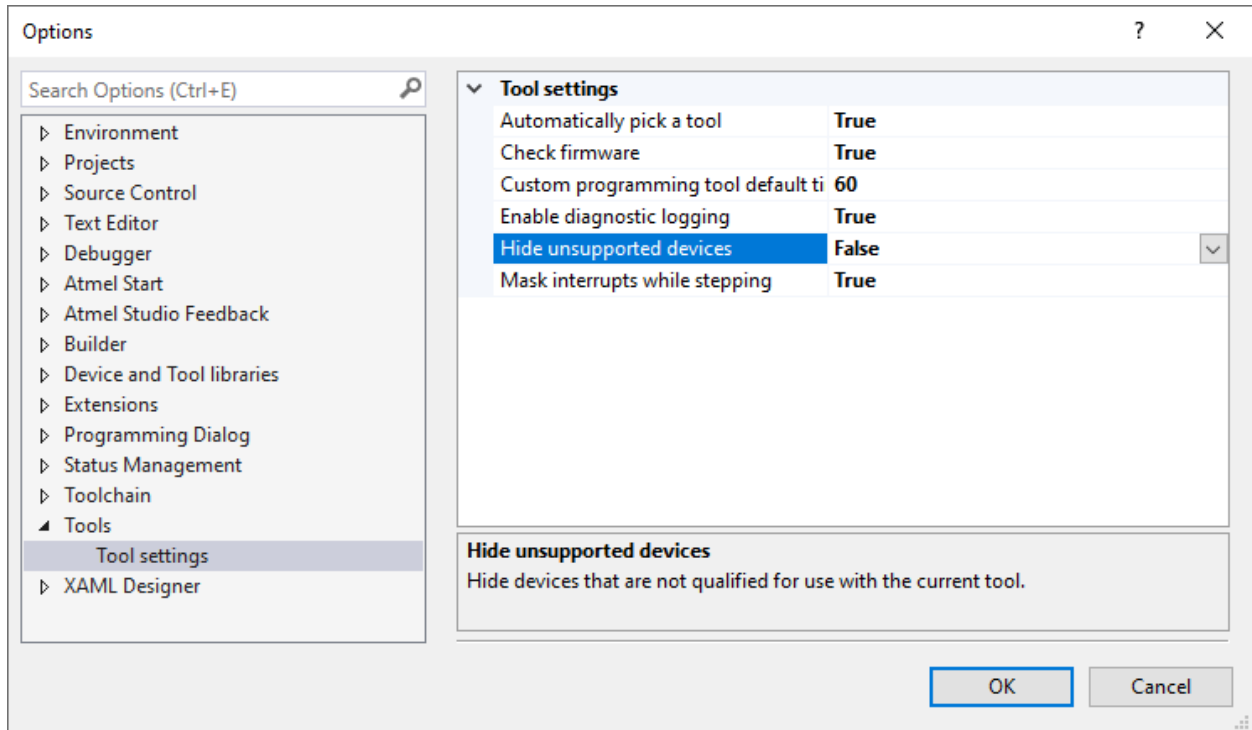 Options
Search Options (Ctrl+E)
Environment
Projects
Source Control
Text Editor
Debugger
Atmel Start
Atmel Studio Feedback
Builder
Device and Tool libraries
Extensions
Programming Dialog
Status Management
Toolchain
Tools
Tool settings
XAML Designer
Tool settings
Automatically pick a tool True
Check firmware True
Custom programming tool default ti 60
Enable diagnostic logging True
Hide unsupported devices False
Mask interrupts while stepping True
Hide unsupported devices
Hide devices that are not qualified for use with the current tool.
OK Cancel